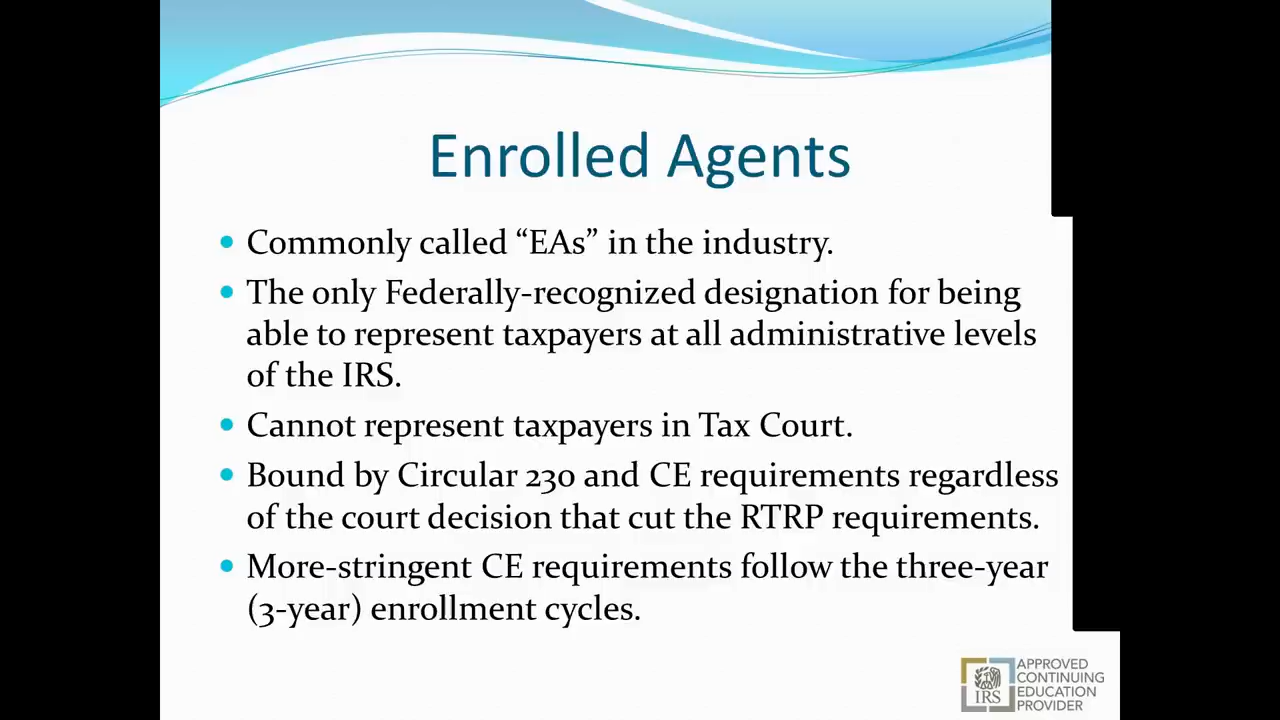 Enrolled Agents
• Commonly called “EAs” in the industry.
• The only Federally-recognized designation for being
able to represent taxpayers at all administrative levels
of the IRS.
• Cannot represent taxpayers in Tax Court.
• Bound by Circular 230 and CE requirements regardless
of the court decision that cut the RTRP requirements.
• More-stringent CE requirements follow the three-year
(3-year) enrollment cycles.
IRS
APPROVED
CONTINUING
EDUCATION
PROVIDER